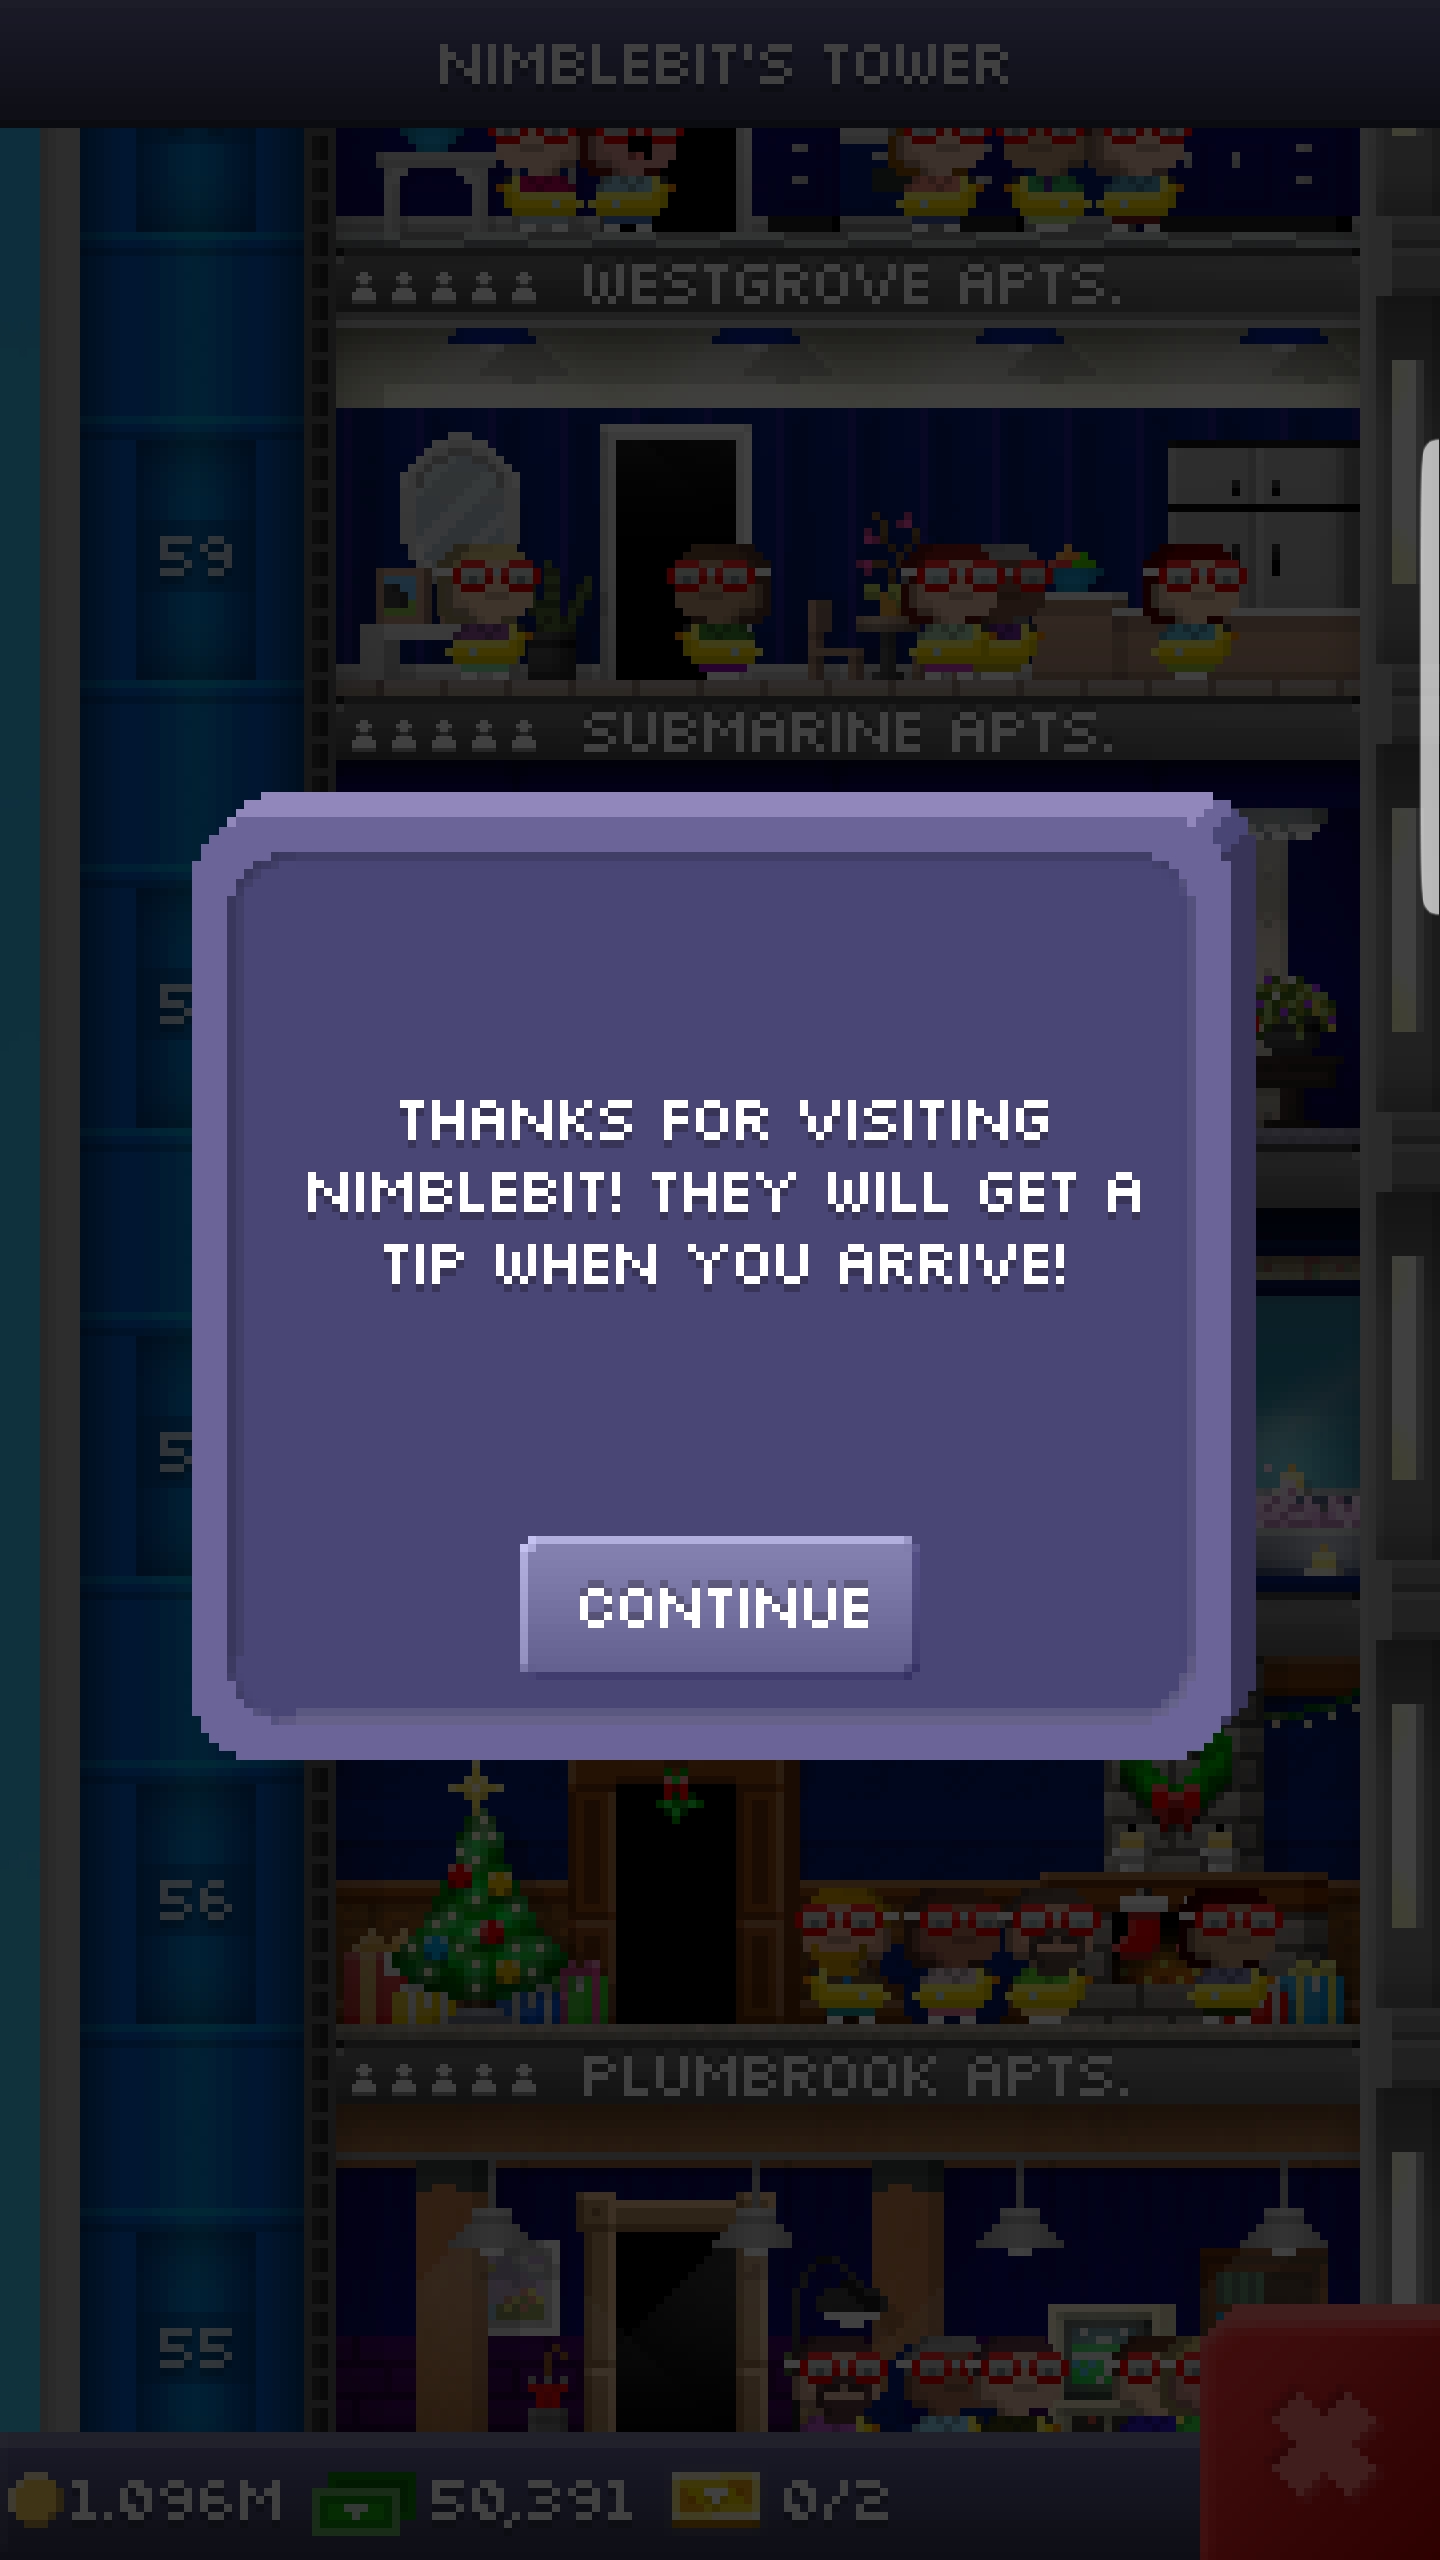 NIMBLEBIT'S TOWER
WESTGROVE APTS.
59
SUBMARINE APTS.
THANKS FOR VISITING
NIMBLEBIT! THEY WILL GET A
TIP WHEN YOU ARRIVE!
CONTINUE
56
PLUMBROOK APTS.
55
1.096M 50,391 0/2